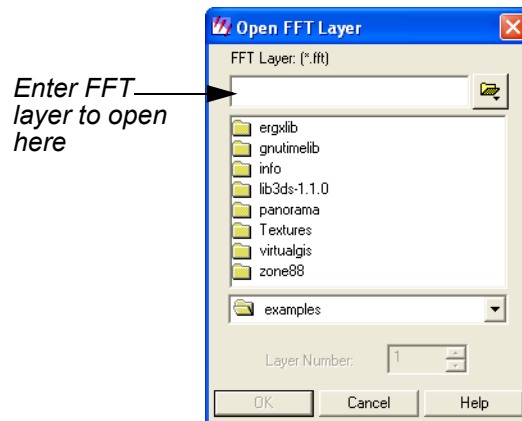 Open FFT Layer
FFT Layer: (*.fft)
Enter FFT
layer to open
here
ergxlib
gnutimelib
info
lib3ds-1.1.0
panorama
Textures
virtualgis
zone88
examples
Layer Number: 1
OK Cancel Help